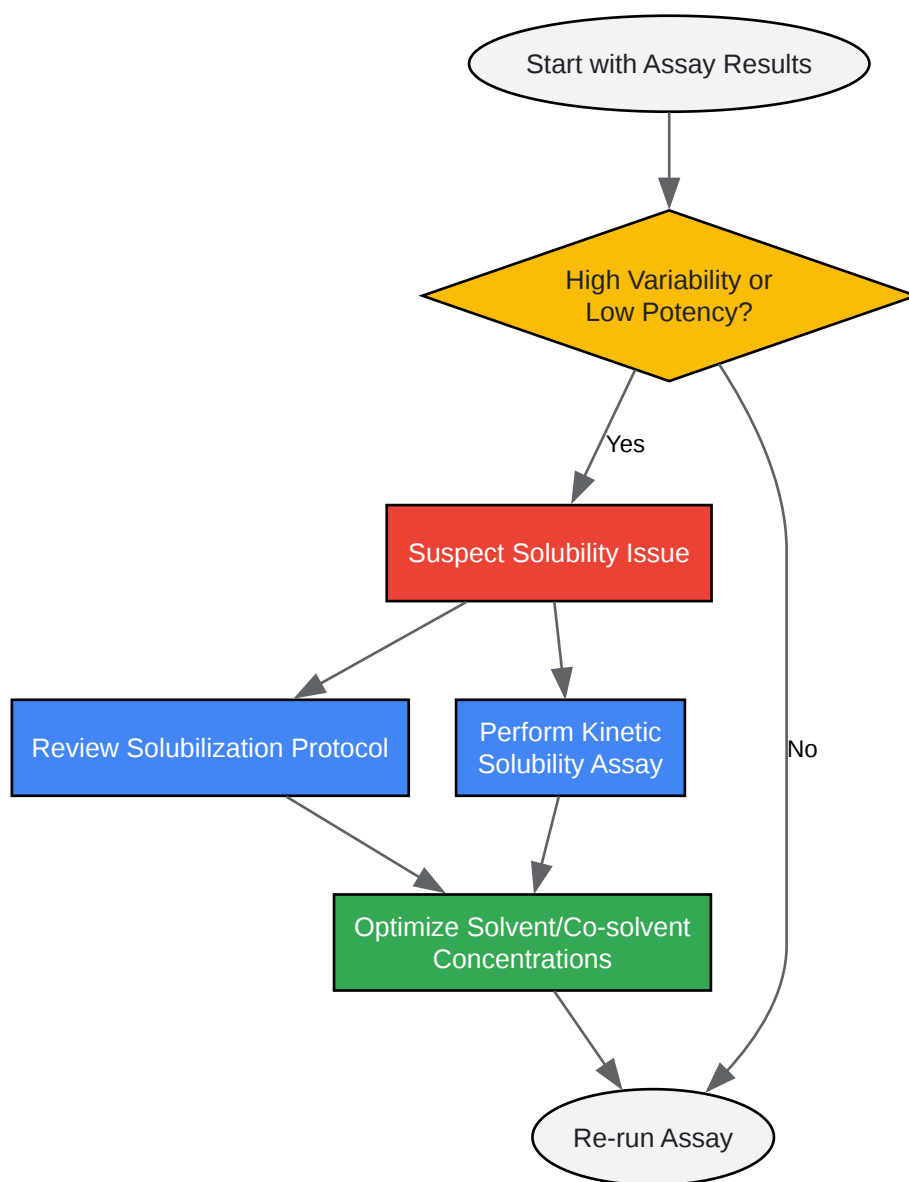 Start with Assay Results
High Variability or
Low Potency?
Yes
Suspect Solubility Issue
Review Solubilization Protocol
Perform Kinetic
Solubility Assay
No
Optimize Solvent/Co-solvent
Concentrations
Re-run Assay